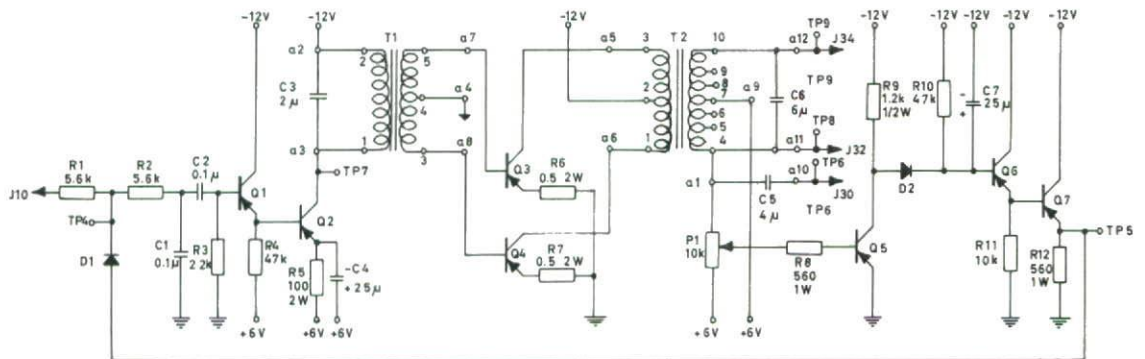 -12V -12V -12V -12V -12V -12V -12V -12V
TP9
a2 2 T1 5 a7 a5 3 T2 10 a12 J34
C3 2μ
a4 4
2
9 8 7 6 5 a9
C6 6μ
TP9
R9 1.2k 1/2W
R10 47k
- +
C7 25μ
TP8
a3 1 3 a8 a6 1 4 a11 J32
TP7
R1 5.6k
R2 5.6k
C2 0.1μ
Q1
Q3
R6 0.5 2W
TP6
a10 J30
a1
C5 4μ
TP6
D2
Q6
J10
TP4
Q2
Q7
D1
C1 0.1μ
R3 22k
R4 47k
R5 100 2W
-C4 +25μ
Q4
R7 0.5 2W
P1 10k
R8 560 1W
Q5
R11 10k
R12 560 1W
TP5
+6V +6V +6V +6V +6V